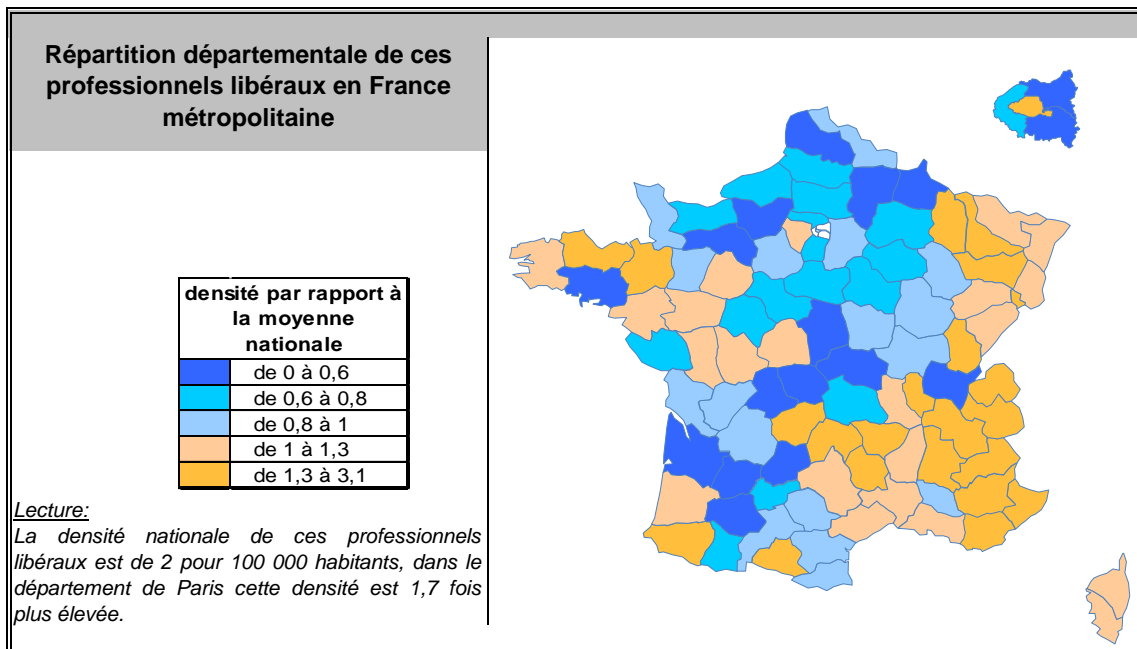 Répartition départementale de ces
professionnels libéraux en France
métropolitaine
densité par rapport à
la moyenne
nationale
de 0 à 0,6
de 0,6 à 0,8
de 0,8 à 1
de 1 à 1,3
de 1,3 à 3,1
Lecture:
La densité nationale de ces professionnels
libéraux est de 2 pour 100 000 habitants, dans le
département de Paris cette densité est 1,7 fois
plus élevée.